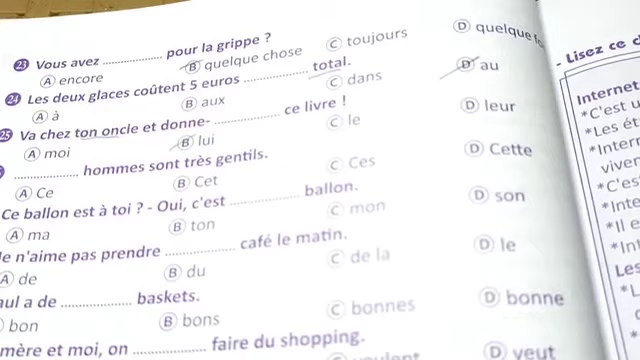 23 Vous avez .............. pour la grippe ?
A encore B quelque chose C toujours D quelque
24 Les deux glaces coûtent 5 euros .............. total.
A à B aux C dans D au
25 Va chez ton oncle et donne- .............. ce livre !
A moi B lui C le D leur
.............. hommes sont très gentils.
A Ce B Cet C Ces D Cette
Ce ballon est à toi ? - Oui, c'est .............. ballon.
A ma B ton C mon D son
Je n'aime pas prendre .............. café le matin.
A de B du C de la D le
aul a de .............. baskets.
bon B bons C bonnes D bonne
mère et moi, on .............. faire du shopping.
D veut
- Lisez ce
Internet
*C'est u
*Les ét
*Interr
viver
*C'es
*Inte
*Il e
*Int
Les
*L